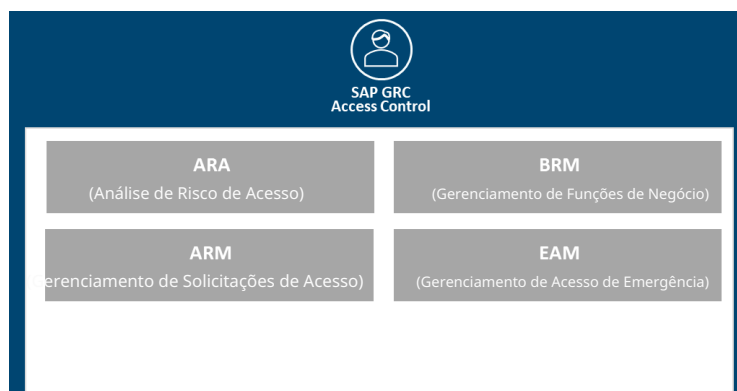 SAP GRC
Access Control
ARA
(Análise de Risco de Acesso)
BRM
(Gerenciamento de Funções de Negócio)
ARM
erenciamento de Solicitações de Acesso)
EAM
(Gerenciamento de Acesso de Emergência)